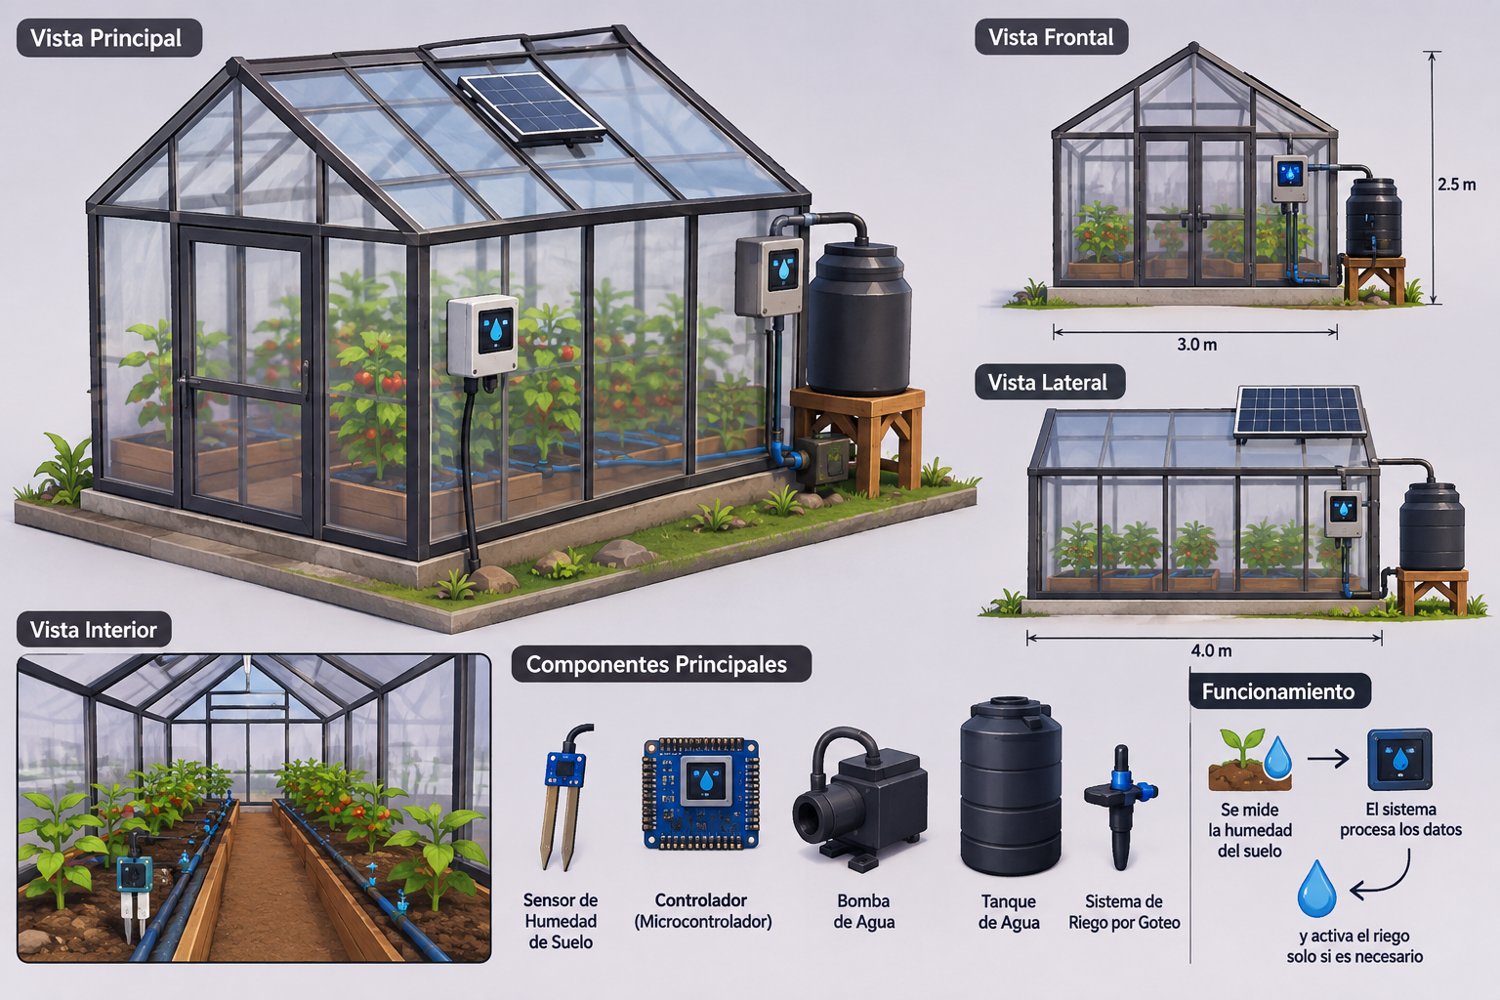 Vista Principal
Vista Frontal
2.5 m
3.0 m
Vista Lateral
4.0 m
Vista Interior
Componentes Principales
Sensor de
Humedad
de Suelo
Controlador
(Microcontrolador)
Bomba
de Agua
Tanque
de Agua
Sistema de
Riego por Goteo
Funcionamiento
Se mide
la humedad
del suelo
El sistema
procesa los datos
y activa el riego
solo si es necesario